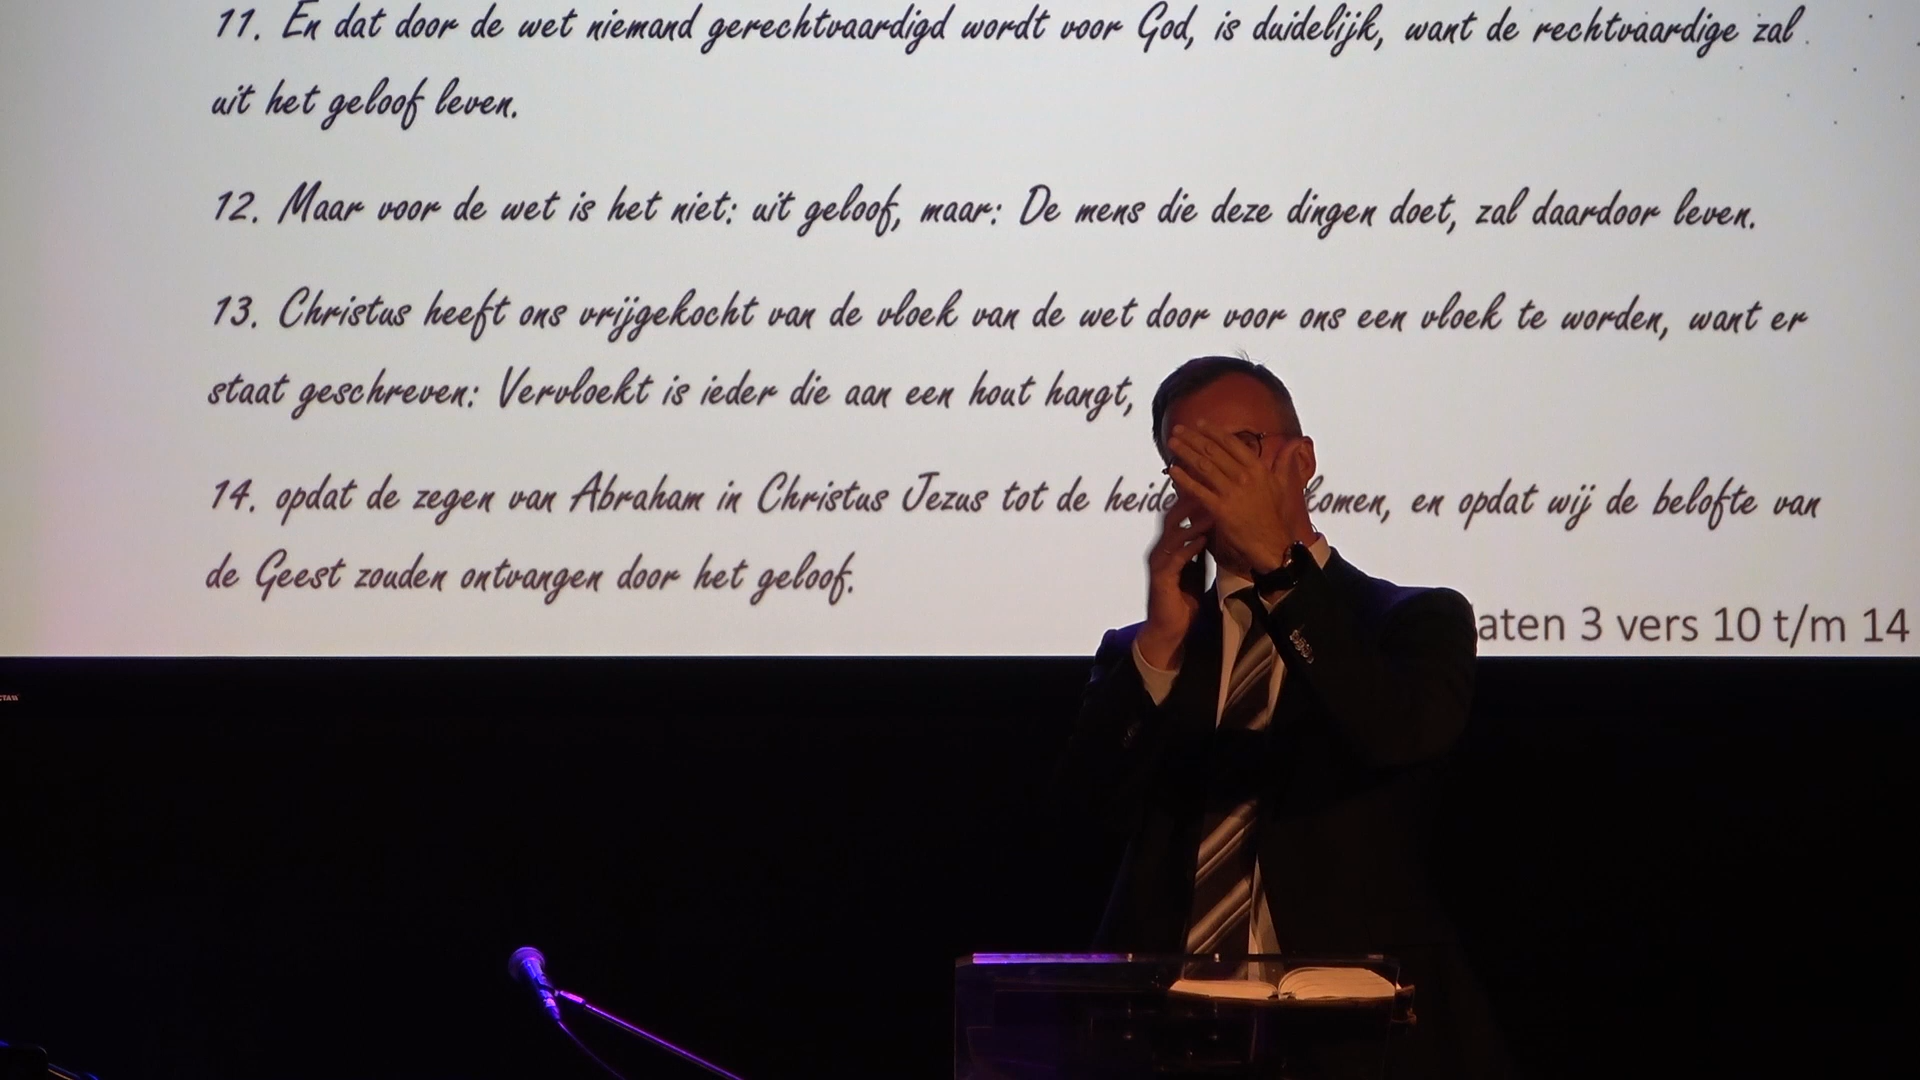 11. En dat door de wet niemand gerechtvaardigd wordt voor God, is duidelijk, want de rechtvaardige zal
uit het geloof leven.
12. Maar voor de wet is het niet: uit geloof, maar: De mens die deze dingen doet, zal daardoor leven.
13. Christus heeft ons vrijgekocht van de vloek van de wet door voor ons een vloek te worden, want er
staat geschreven: Vervloekt is ieder die aan een hout hangt,
14. opdat de zegen van Abraham in Christus Jezus tot de heide komen, en opdat wij de belofte van
de Geest zouden ontvangen door het geloof.
aten 3 vers 10 t/m 14